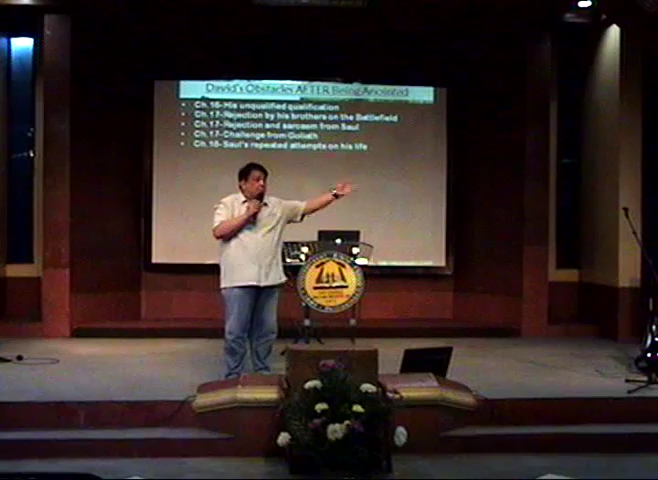 David's Obstacles AFTER Being Anointed
• Ch.16-His unqualified qualification
• Ch.17-Rejection by his brothers on the Battlefield
• Ch.17-Rejection and sarcasm from Saul
• Ch.17-Challenge from Goliath
• Ch.18-Saul's repeated attempts on his life